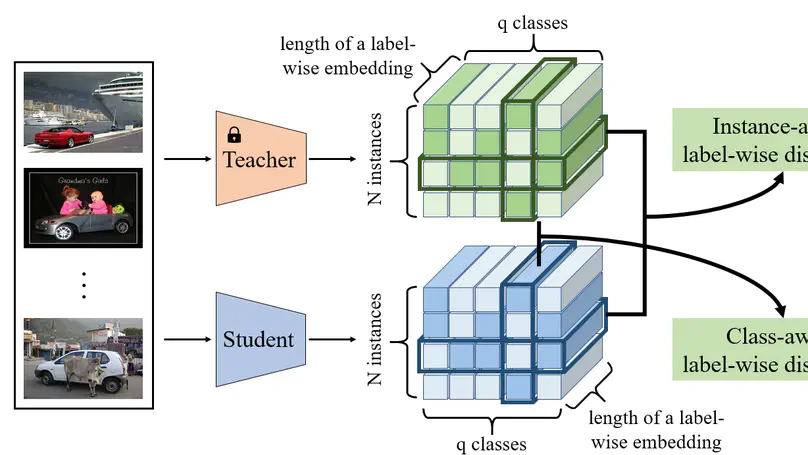 q classes
length of a label-
wise embedding
Grandma's Girls
Teacher
N instances
Instance-a
label-wise dis
Student
N instances
Class-aw
label-wise dis
q classes
length of a label-
wise embedding